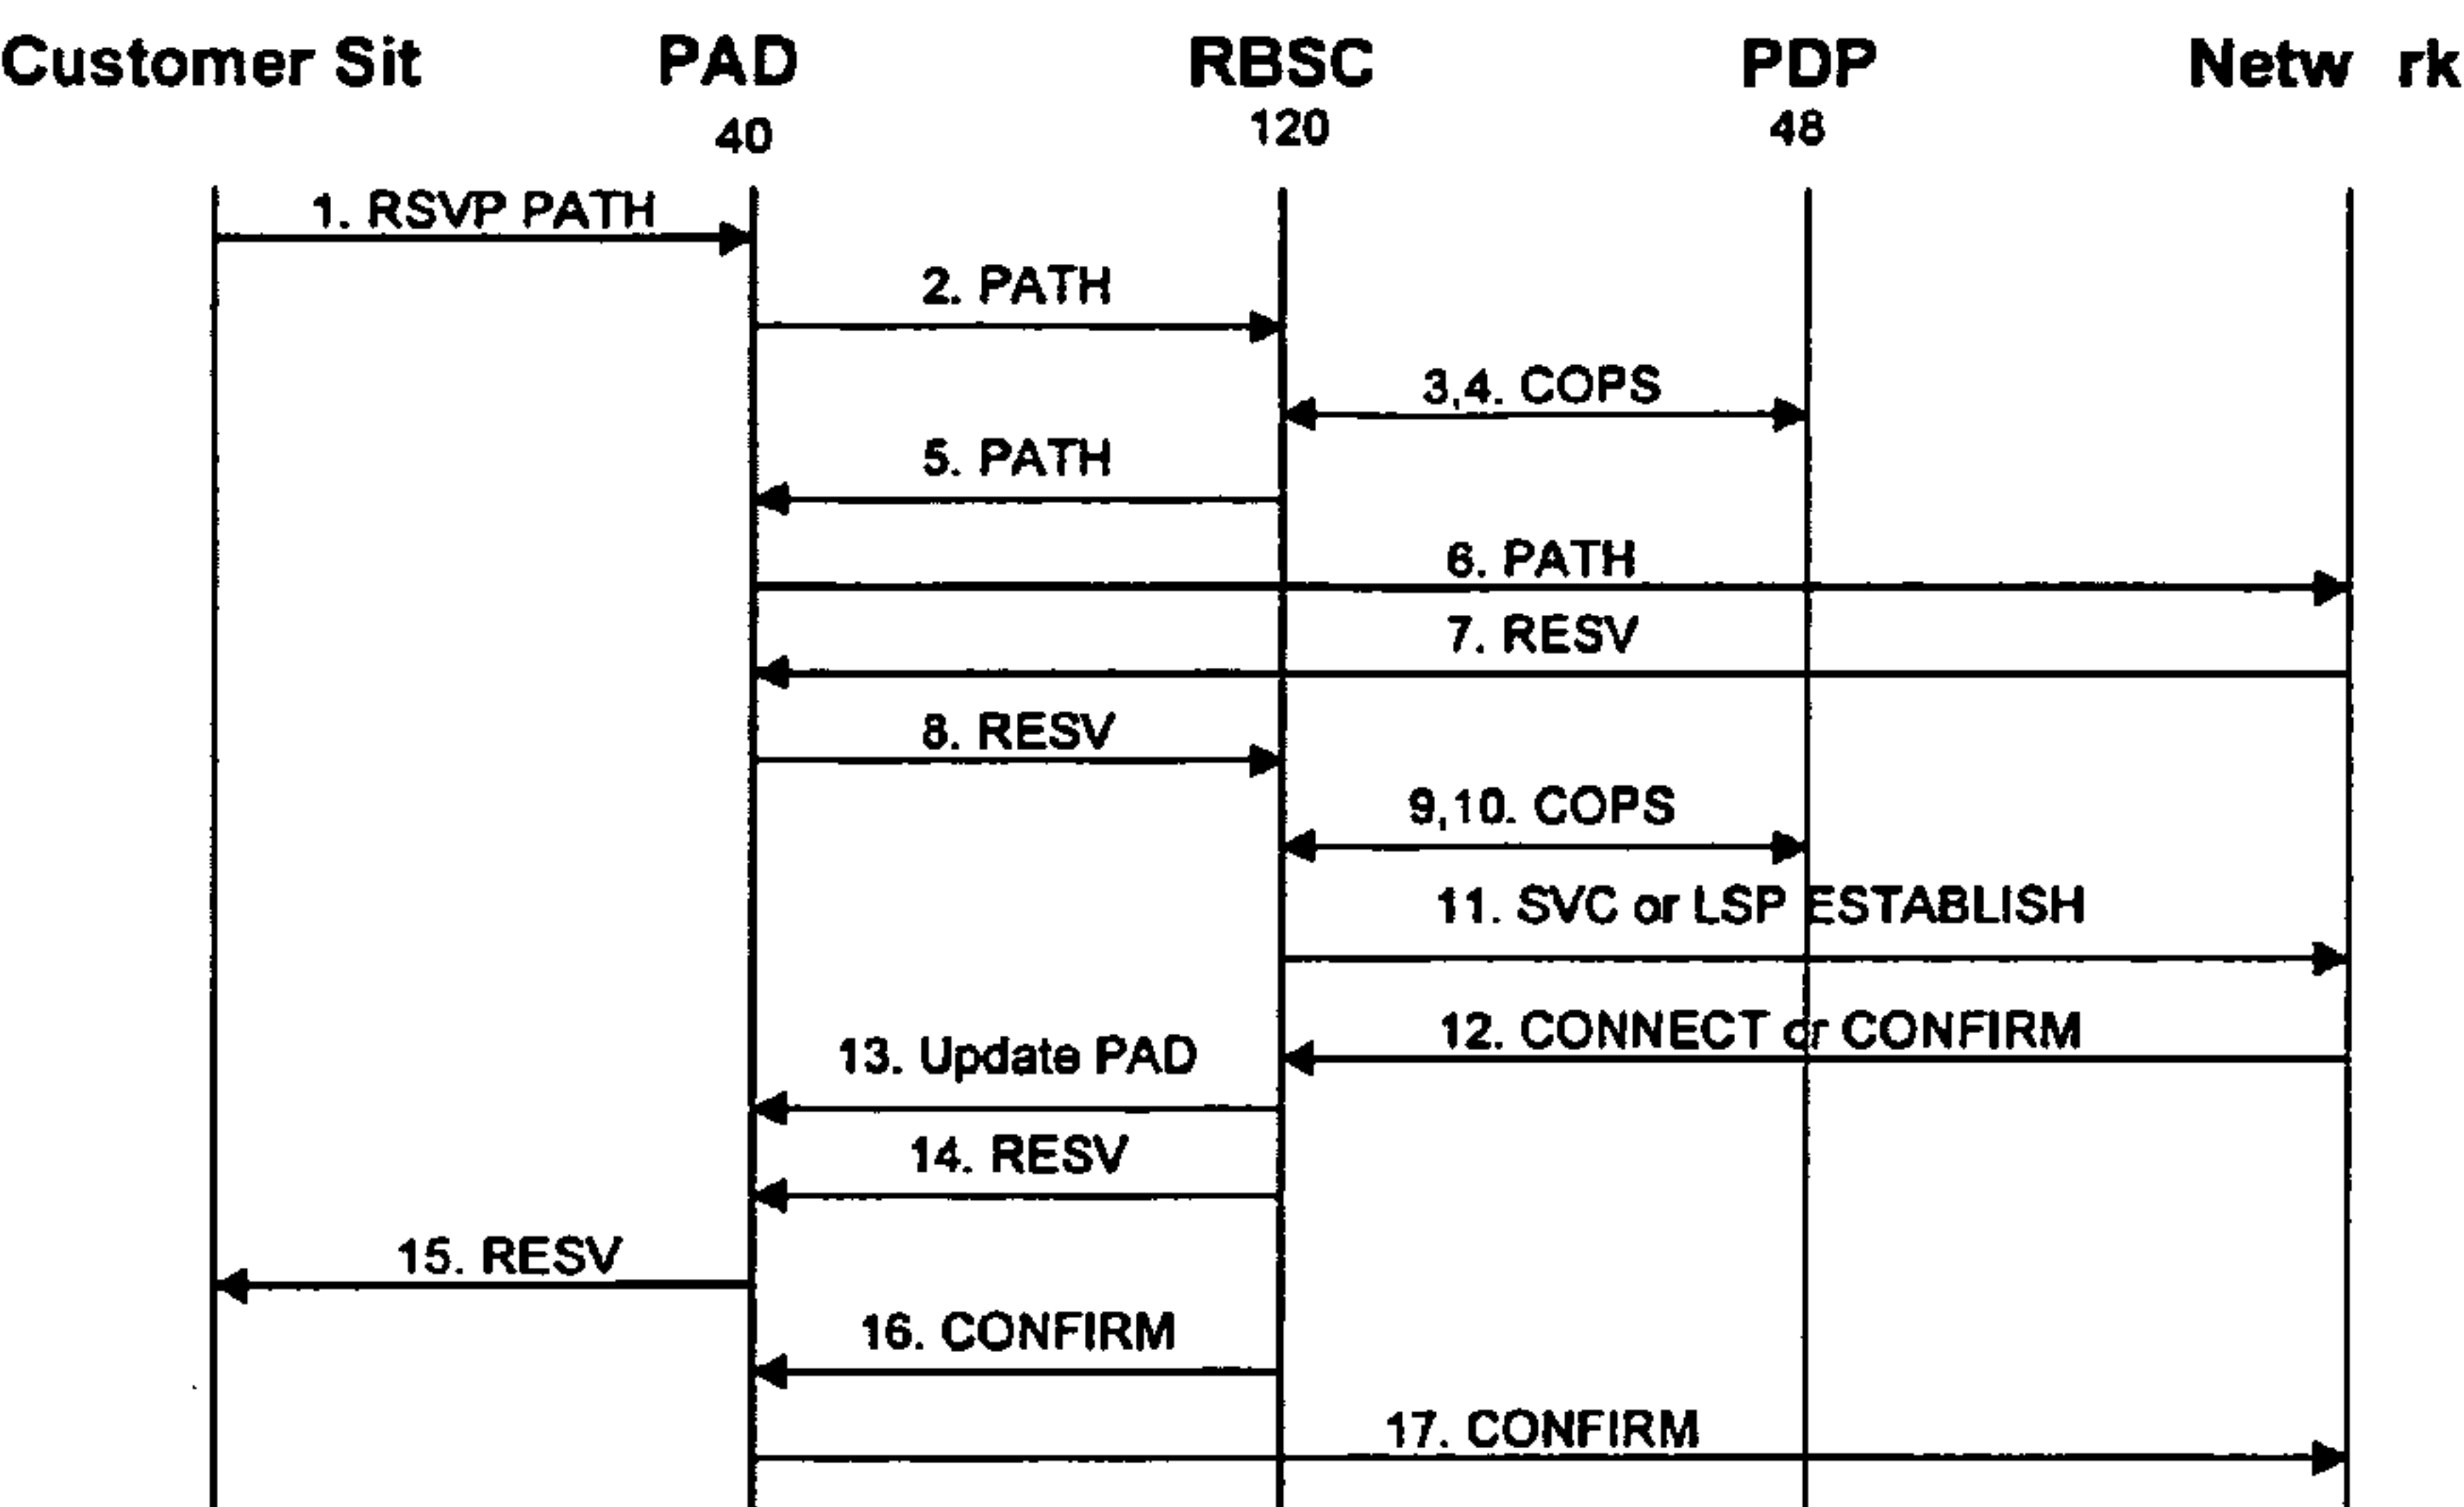 Customer Sit PAD RBSC PDP Netw rk
40 120 48
1. RSVP PATH
2. PATH
3,4. COPS
5. PATH
6. PATH
7. RESV
8. RESV
9,10. COPS
11. SVC or LSP ESTABLISH
12. CONNECT or CONFIRM
13. Update PAD
14. RESV
15. RESV
16. CONFIRM
17. CONFIRM